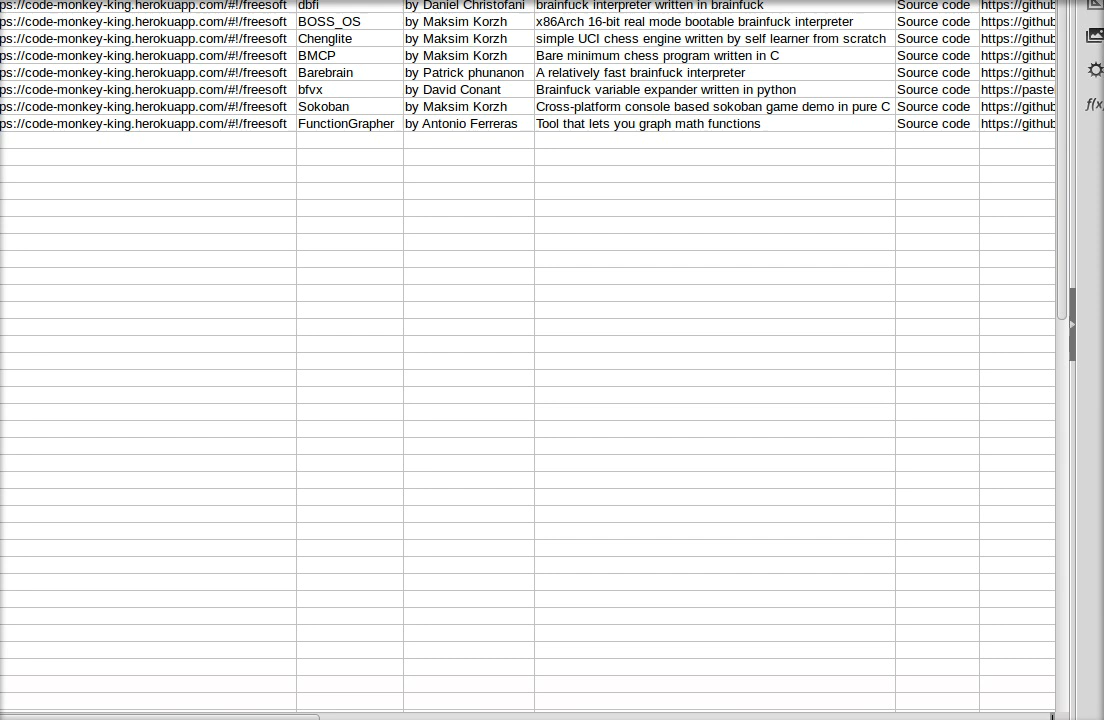 ps://code-monkey-king.herokuapp.com/#!/freesoft dbfi by Daniel Christofani brainfuck interpreter written in brainfuck Source code https://github
ps://code-monkey-king.herokuapp.com/#!/freesoft BOSS_OS by Maksim Korzh x86Arch 16-bit real mode bootable brainfuck interpreter Source code https://github
ps://code-monkey-king.herokuapp.com/#!/freesoft Chenglite by Maksim Korzh simple UCI chess engine written by self learner from scratch Source code https://github
ps://code-monkey-king.herokuapp.com/#!/freesoft BMCP by Maksim Korzh Bare minimum chess program written in C Source code https://github
ps://code-monkey-king.herokuapp.com/#!/freesoft Barebrain by Patrick phunanon A relatively fast brainfuck interpreter Source code https://github
ps://code-monkey-king.herokuapp.com/#!/freesoft bfvx by David Conant Brainfuck variable expander written in python Source code https://paste
ps://code-monkey-king.herokuapp.com/#!/freesoft Sokoban by Maksim Korzh Cross-platform console based sokoban game demo in pure C Source code https://github
ps://code-monkey-king.herokuapp.com/#!/freesoft FunctionGrapher by Antonio Ferreras Tool that lets you graph math functions Source code https://github
f(x